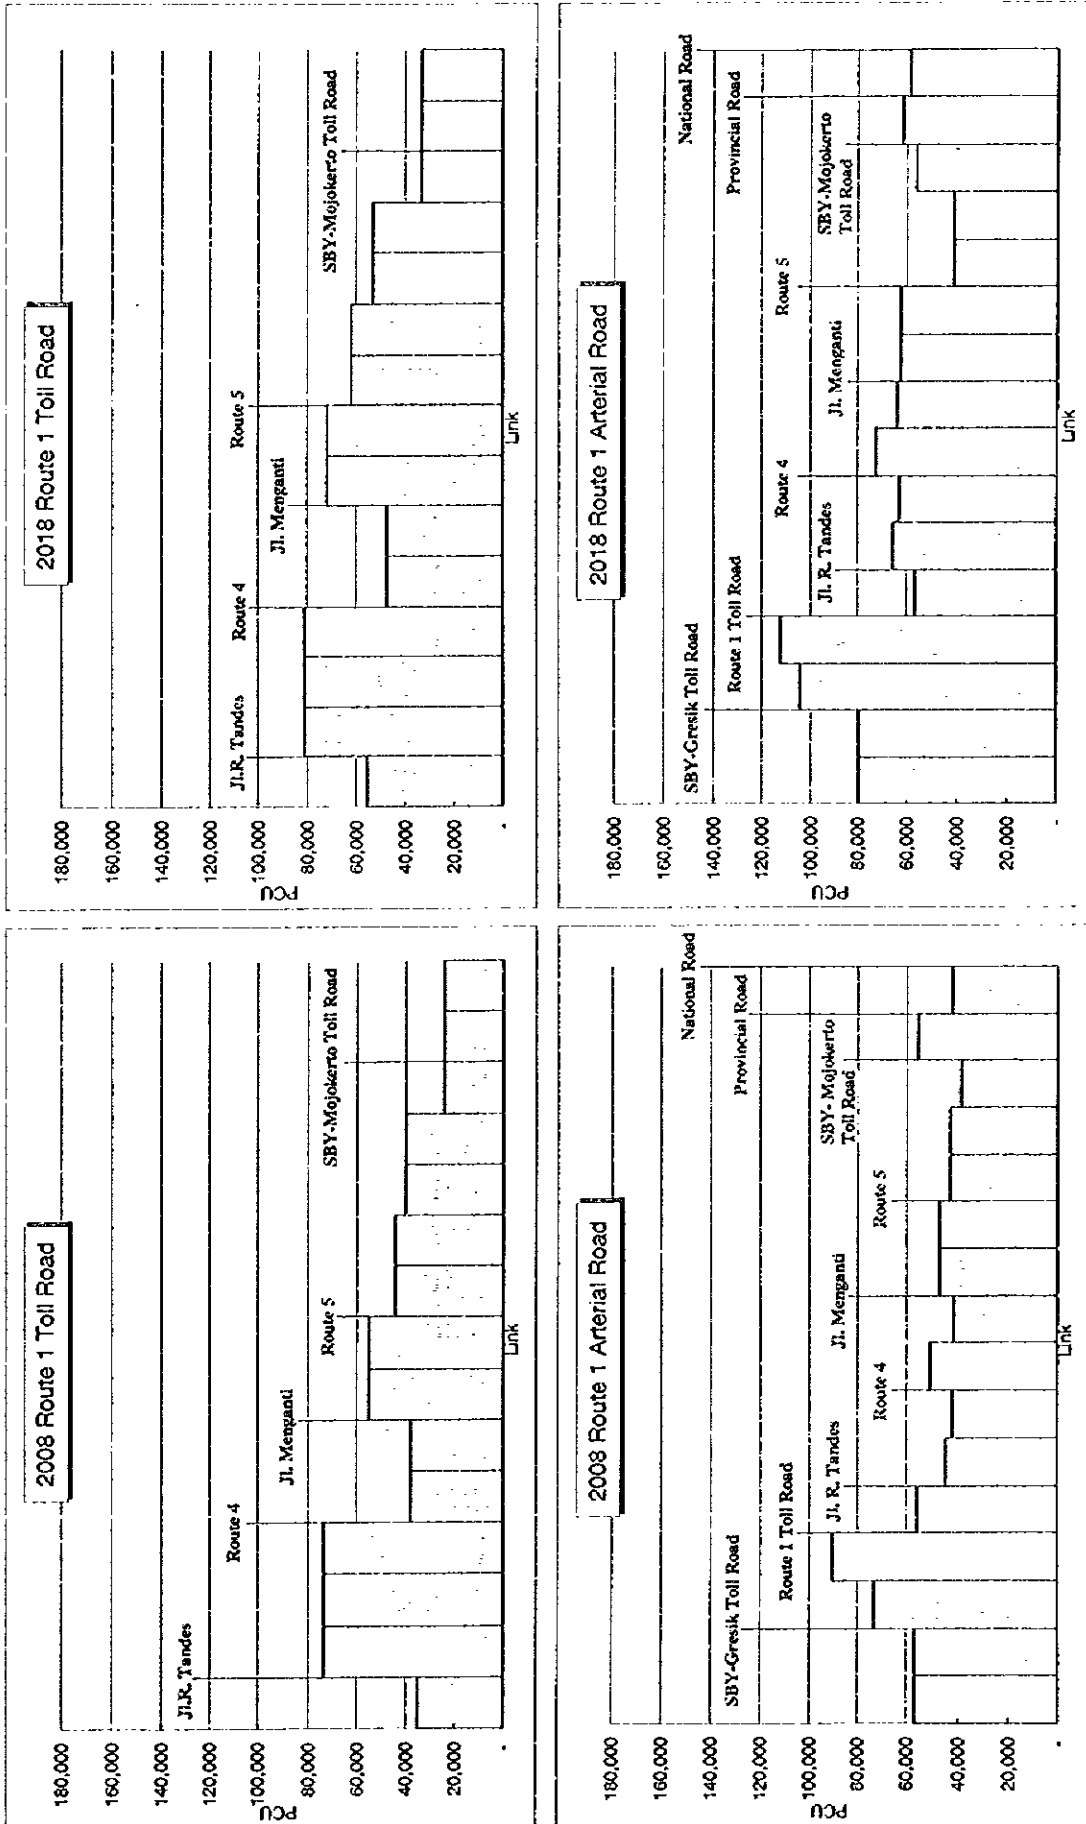 2008 Route 1 Toll Road
180,000
160,000
140,000
120,000
100,000
80,000
60,000
40,000
20,000
-
PCU
Jl.R. Tandes
Route 4
Jl. Menganti
Route 5
SBY-Mojokerto Toll Road
Link
2018 Route 1 Toll Road
180,000
160,000
140,000
120,000
100,000
80,000
60,000
40,000
20,000
-
PCU
Jl.R. Tandes
Route 4
Jl. Menganti
Route 5
SBY-Mojokerto Toll Road
Link
2008 Route 1 Arterial Road
180,000
160,000
140,000
120,000
100,000
80,000
60,000
40,000
20,000
-
PCU
SBY-Gresik Toll Road
Route 1 Toll Road
Jl. R. Tandes
Route 4
Jl. Menganti
Route 5
SBY- Mojokerto
Toll Road
Provincial Road
National Road
Link
2018 Route 1 Arterial Road
180,000
160,000
140,000
120,000
100,000
80,000
60,000
40,000
20,000
-
PCU
SBY-Gresik Toll Road
Route 1 Toll Road
Jl. R. Tandes
Route 4
Jl. Menganti
Route 5
SBY-Mojokerto
Toll Road
Provincial Road
National Road
Link